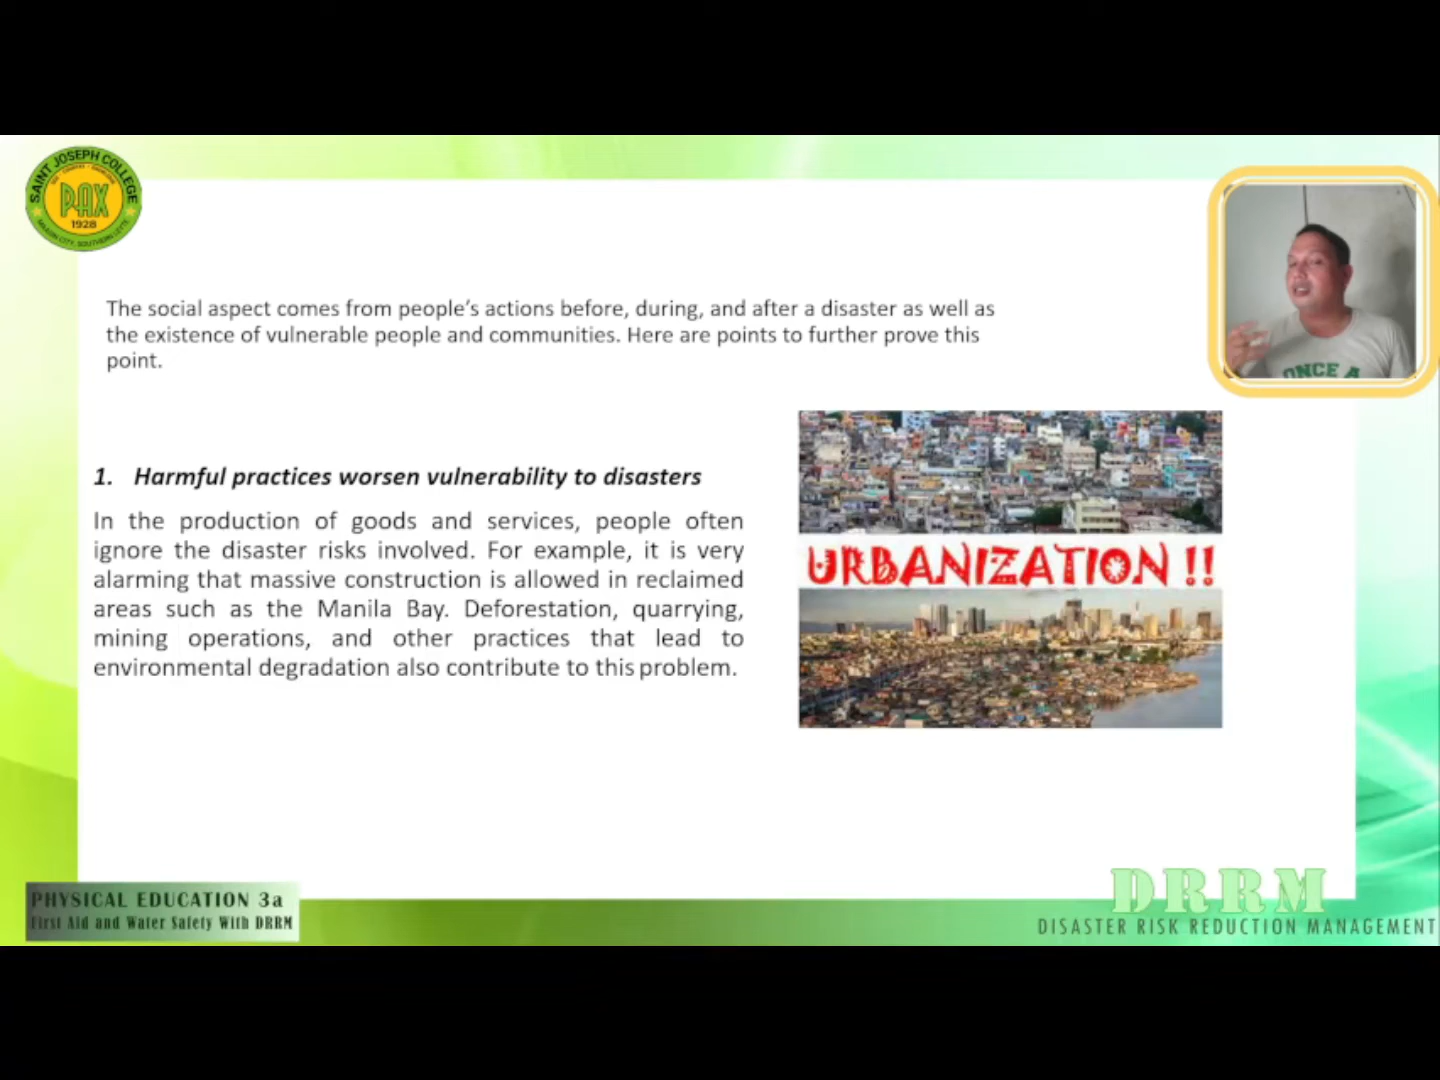 SAINT JOSEPH COLLEGE
PAX
1928
MAASIN CITY, SOUTHERN LEYTE
The social aspect comes from people's actions before, during, and after a disaster as well as
the existence of vulnerable people and communities. Here are points to further prove this
point.
ONCE A
1. Harmful practices worsen vulnerability to disasters
In the production of goods and services, people often
ignore the disaster risks involved. For example, it is very
alarming that massive construction is allowed in reclaimed
areas such as the Manila Bay. Deforestation, quarrying,
mining operations, and other practices that lead to
environmental degradation also contribute to this problem.
URBANIZATION !!
PHYSICAL EDUCATION 3a
First Aid and Water Safety With DRRM
DRRM
DISASTER RISK REDUCTION MANAGEMENT